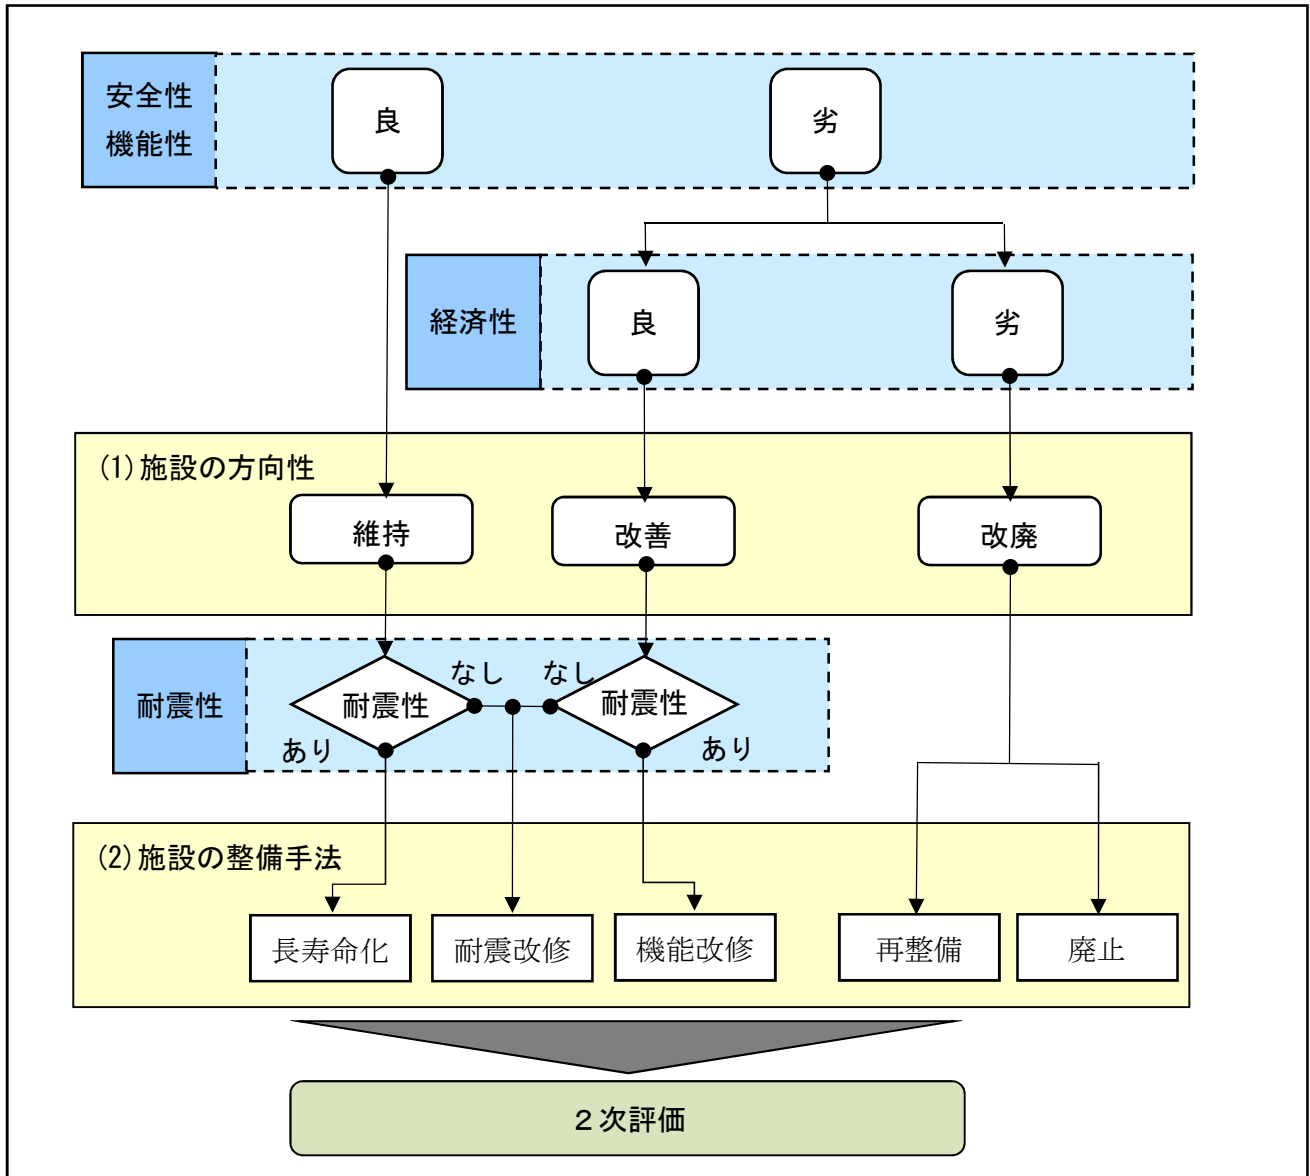 安全性
機能性
良
劣
経済性
良
劣
(1)施設の方向性
維持
改善
改廃
耐震性
耐震性
なし
なし
耐震性
あり
あり
(2)施設の整備手法
長寿命化
耐震改修
機能改修
再整備
廃止
２次評価